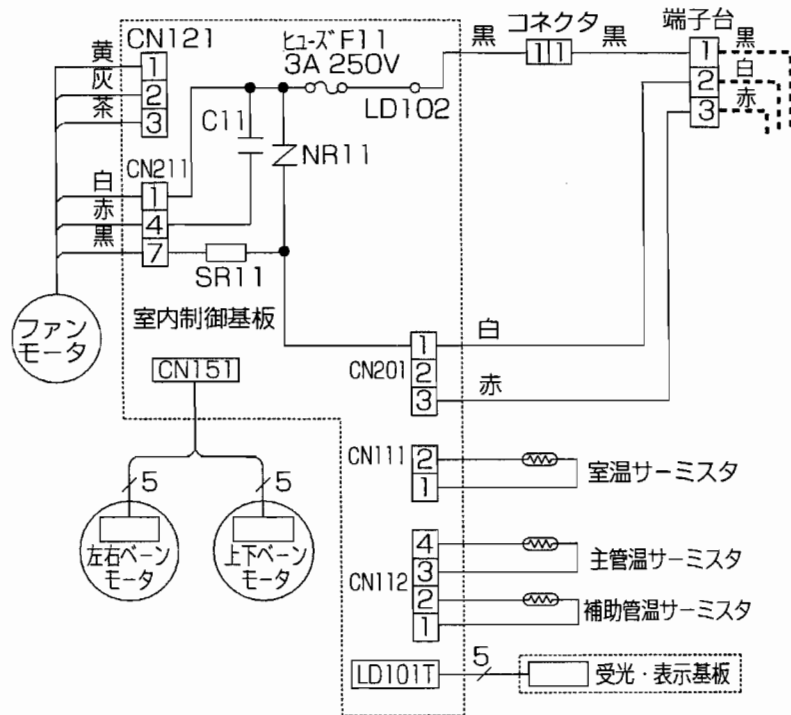 黄
灰
茶
CN121
1
2
3
ヒューズF11
3A 250V
LD102
黒
コネクタ
黒
端子台
1
2
3
黒
白
赤
C11
NR11
CN211
白
赤
黒
1
4
7
SR11
ファン
モータ
室内制御基板
CN151
5
5
左右ベーン
モータ
上下ベーン
モータ
CN201
1
2
3
白
赤
CN111
2
1
室温サーミスタ
CN112
4
3
2
1
主管温サーミスタ
補助管温サーミスタ
LD101T
5
受光・表示基板